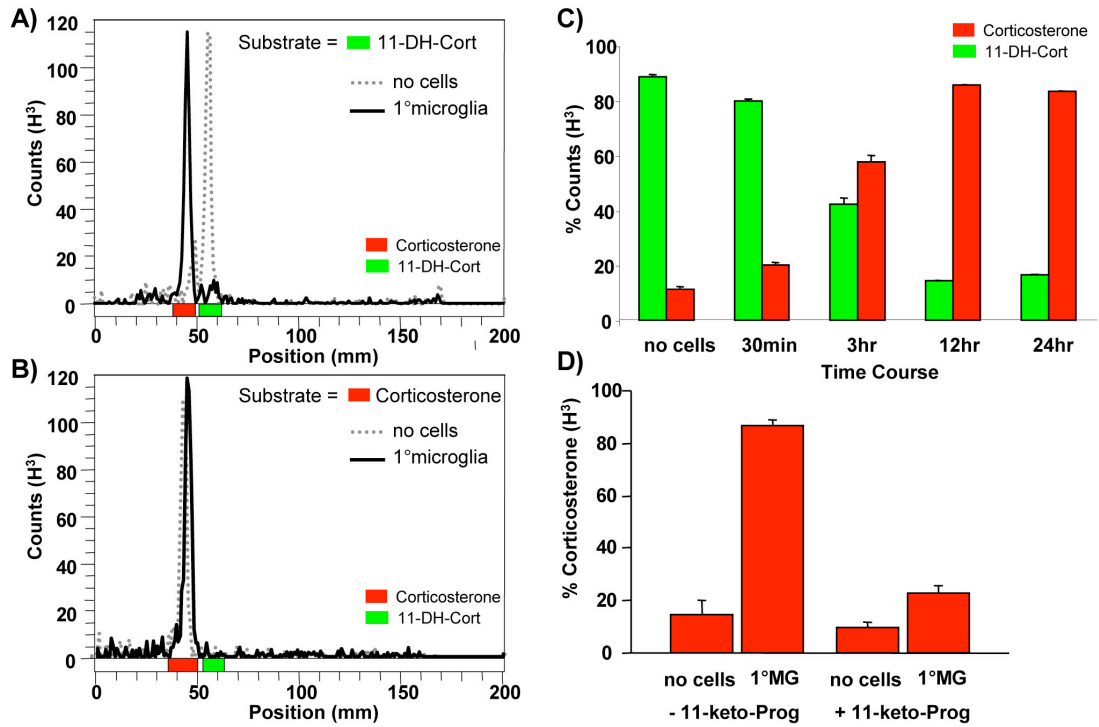 A)
Substrate = 11-DH-Cort
no cells
1°microglia
Counts (H³)
120
100
80
60
40
20
0
Corticosterone
11-DH-Cort
0 50 100 150 200
Position (mm)
B)
Substrate = Corticosterone
no cells
1°microglia
Counts (H³)
120
100
80
60
40
20
0
Corticosterone
11-DH-Cort
0 50 100 150 200
Position (mm)
C)
Corticosterone
11-DH-Cort
% Counts (H³)
100
80
60
40
20
0
no cells 30min 3hr 12hr 24hr
Time Course
D)
% Corticosterone (H³)
100
80
60
40
20
0
no cells 1°MG no cells 1°MG
- 11-keto-Prog + 11-keto-Prog